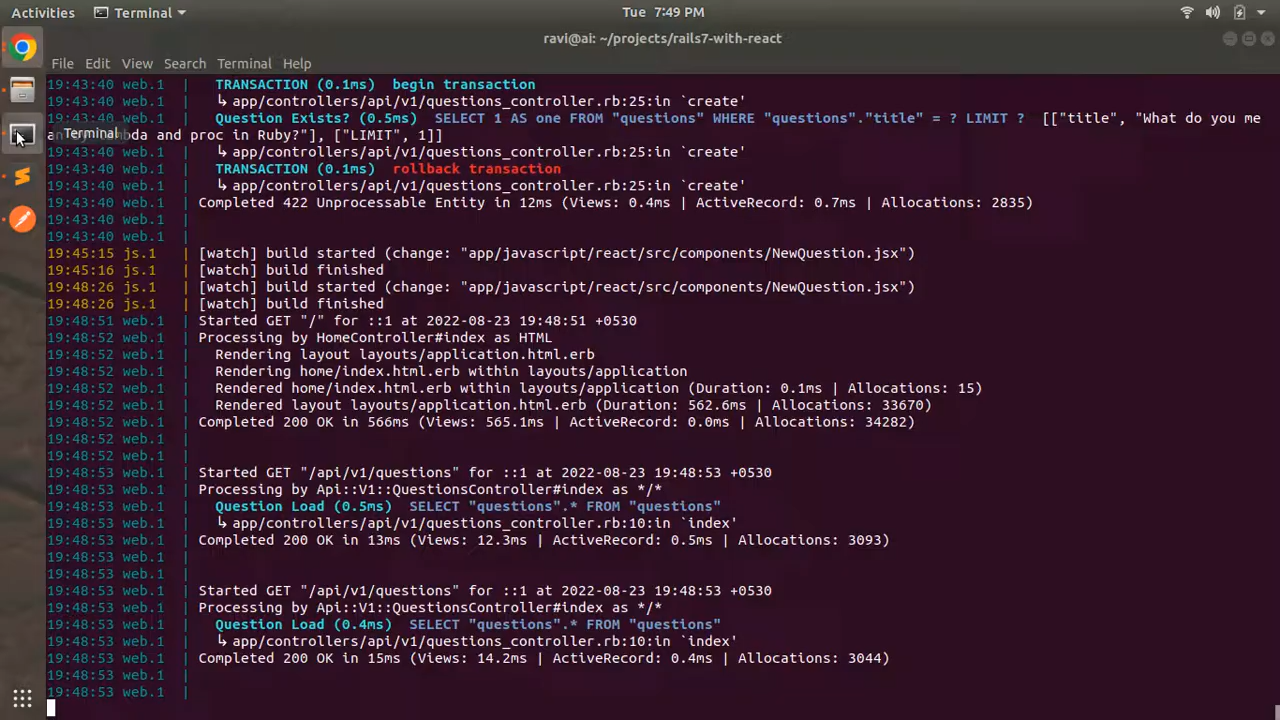 Activities Terminal Tue 7:49 PM
ravi@ai: ~/projects/rails7-with-react
File Edit View Search Terminal Help
19:43:40 web.1 | TRANSACTION (0.1ms) begin transaction
19:43:40 web.1 | ↳ app/controllers/api/v1/questions_controller.rb:25:in `create'
19:43:40 web.1 | Question Exists? (0.5ms) SELECT 1 AS one FROM "questions" WHERE "questions"."title" = ? LIMIT ? [["title", "What do you me
Terminal
an by lambda and proc in Ruby?"], ["LIMIT", 1]]
19:43:40 web.1 | ↳ app/controllers/api/v1/questions_controller.rb:25:in `create'
19:43:40 web.1 | TRANSACTION (0.1ms) rollback transaction
19:43:40 web.1 | ↳ app/controllers/api/v1/questions_controller.rb:25:in `create'
19:43:40 web.1 | Completed 422 Unprocessable Entity in 12ms (Views: 0.4ms | ActiveRecord: 0.7ms | Allocations: 2835)
19:43:40 web.1 |
19:43:40 web.1 |
19:45:15 js.1 | [watch] build started (change: "app/javascript/react/src/components/NewQuestion.jsx")
19:45:16 js.1 | [watch] build finished
19:48:26 js.1 | [watch] build started (change: "app/javascript/react/src/components/NewQuestion.jsx")
19:48:26 js.1 | [watch] build finished
19:48:51 web.1 | Started GET "/" for ::1 at 2022-08-23 19:48:51 +0530
19:48:52 web.1 | Processing by HomeController#index as HTML
19:48:52 web.1 | Rendering layout layouts/application.html.erb
19:48:52 web.1 | Rendering home/index.html.erb within layouts/application
19:48:52 web.1 | Rendered home/index.html.erb within layouts/application (Duration: 0.1ms | Allocations: 15)
19:48:52 web.1 | Rendered layout layouts/application.html.erb (Duration: 562.6ms | Allocations: 33670)
19:48:52 web.1 | Completed 200 OK in 566ms (Views: 565.1ms | ActiveRecord: 0.0ms | Allocations: 34282)
19:48:52 web.1 |
19:48:52 web.1 |
19:48:53 web.1 | Started GET "/api/v1/questions" for ::1 at 2022-08-23 19:48:53 +0530
19:48:53 web.1 | Processing by Api::V1::QuestionsController#index as */*
19:48:53 web.1 | Question Load (0.5ms) SELECT "questions".* FROM "questions"
19:48:53 web.1 | ↳ app/controllers/api/v1/questions_controller.rb:10:in `index'
19:48:53 web.1 | Completed 200 OK in 13ms (Views: 12.3ms | ActiveRecord: 0.5ms | Allocations: 3093)
19:48:53 web.1 |
19:48:53 web.1 |
19:48:53 web.1 | Started GET "/api/v1/questions" for ::1 at 2022-08-23 19:48:53 +0530
19:48:53 web.1 | Processing by Api::V1::QuestionsController#index as */*
19:48:53 web.1 | Question Load (0.4ms) SELECT "questions".* FROM "questions"
19:48:53 web.1 | ↳ app/controllers/api/v1/questions_controller.rb:10:in `index'
19:48:53 web.1 | Completed 200 OK in 15ms (Views: 14.2ms | ActiveRecord: 0.4ms | Allocations: 3044)
19:48:53 web.1 |
19:48:53 web.1 |